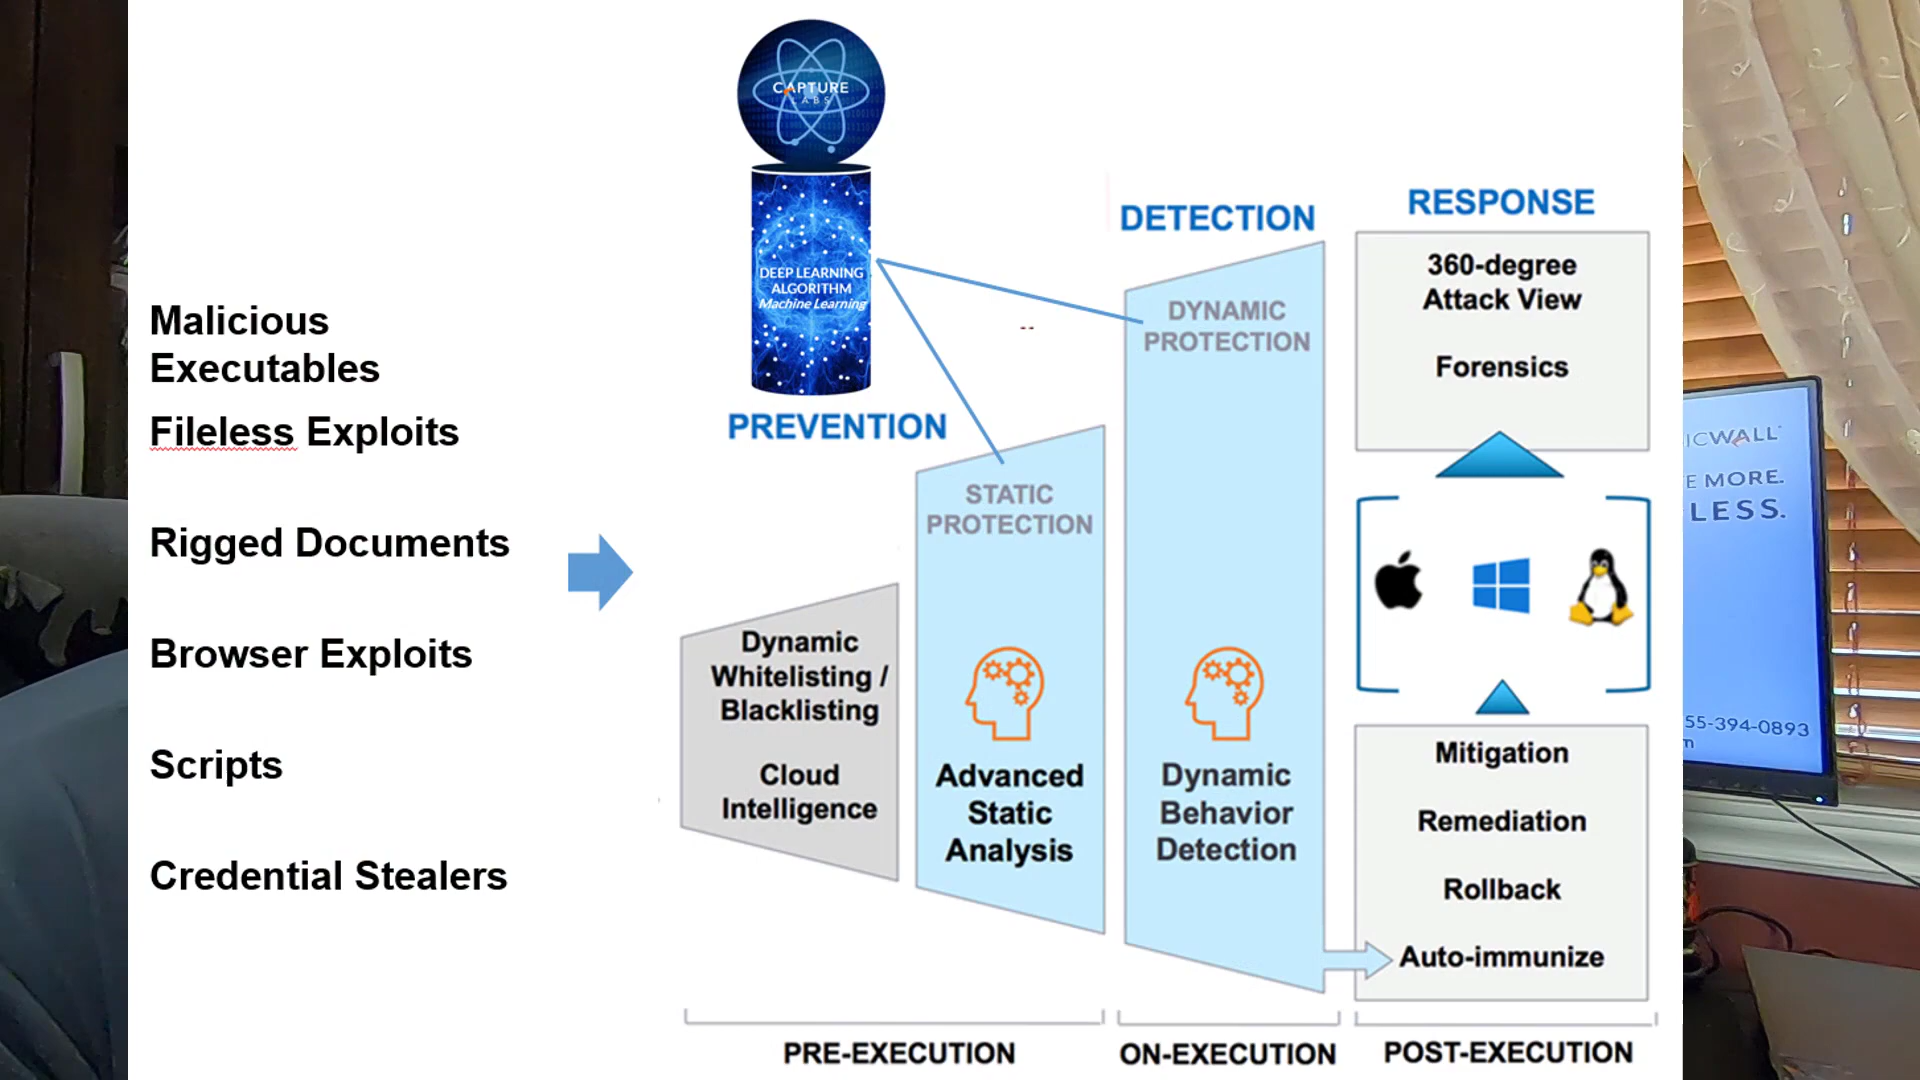 CAPTURE
LABS
DEEP LEARNING
ALGORITHM
Machine Learning
PREVENTION
DETECTION
RESPONSE
Malicious
Executables
Fileless Exploits
Rigged Documents
Browser Exploits
Scripts
Credential Stealers
Dynamic
Whitelisting /
Blacklisting
Cloud
Intelligence
STATIC
PROTECTION
Advanced
Static
Analysis
DYNAMIC
PROTECTION
Dynamic
Behavior
Detection
360-degree
Attack View
Forensics
Mitigation
Remediation
Rollback
Auto-immunize
PRE-EXECUTION
ON-EXECUTION
POST-EXECUTION
ICWALL
E MORE.
LESS.
55-394-0893
m